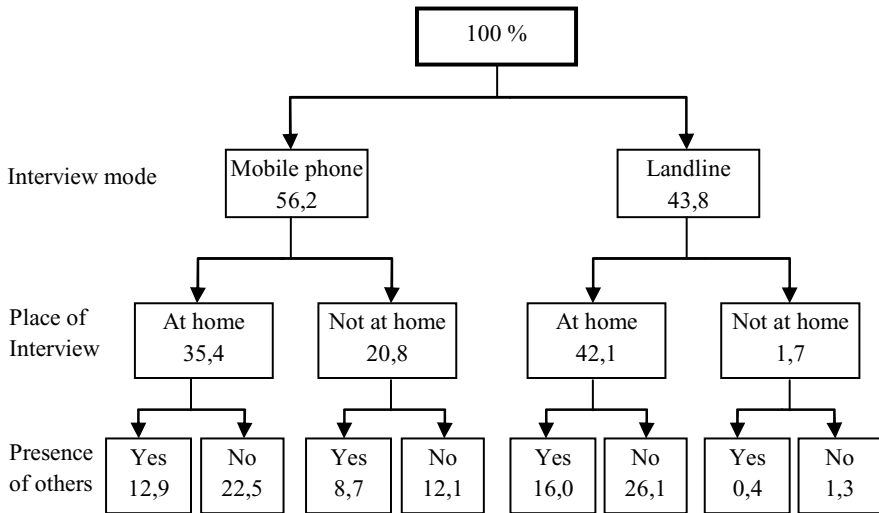 100 %
Interview mode
Mobile phone
56,2
Landline
43,8
Place of
Interview
At home
35,4
Not at home
20,8
At home
42,1
Not at home
1,7
Presence
of others
Yes
12,9
No
22,5
Yes
8,7
No
12,1
Yes
16,0
No
26,1
Yes
0,4
No
1,3